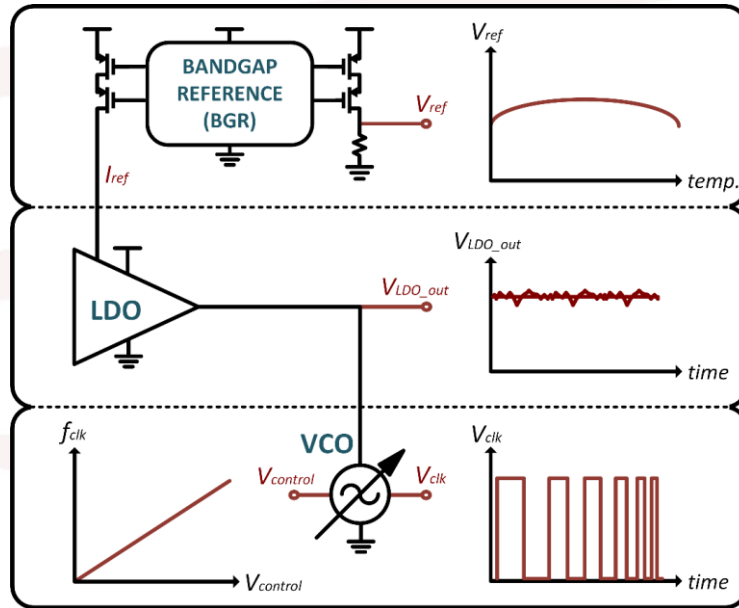 BANDGAP
REFERENCE
(BGR)
Vref
Iref
Vref
temp.
LDO
VLDO_out
VLDO_out
time
fclk
Vcontrol
VCO
Vcontrol
Vclk
Vclk
time